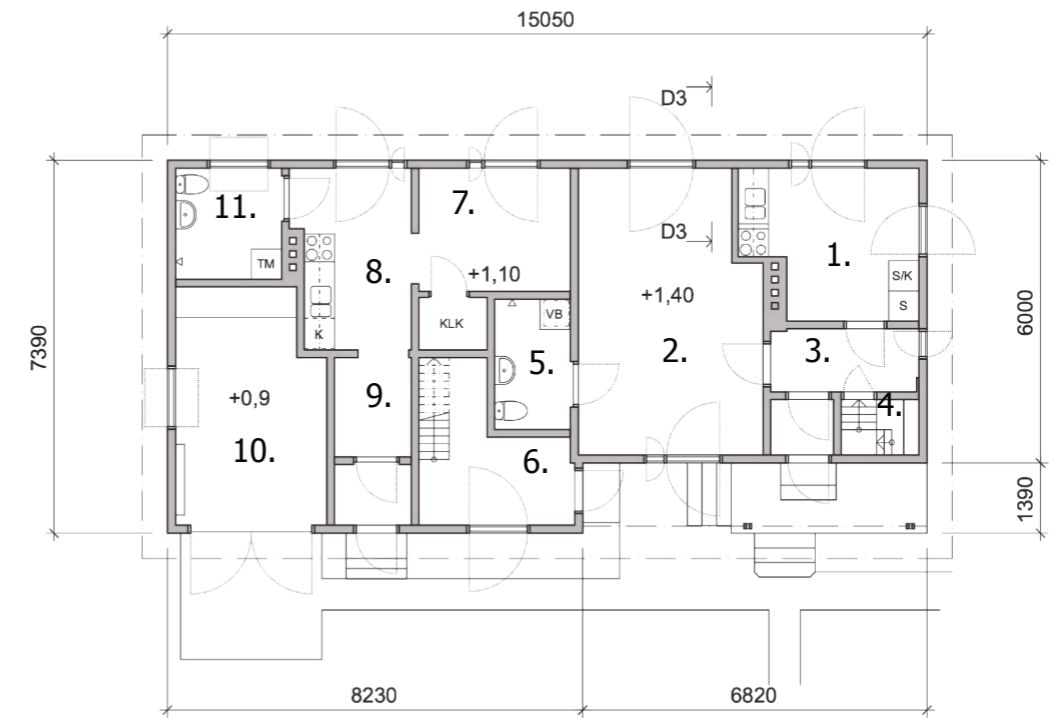 15050
D3
11.
7.
D3
1.
TM
8.
+1,10
+1,40
S/K
S
7390
6000
K
KLK
VB
5.
2.
3.
+0,9
9.
4.
10.
6.
1390
8230
6820